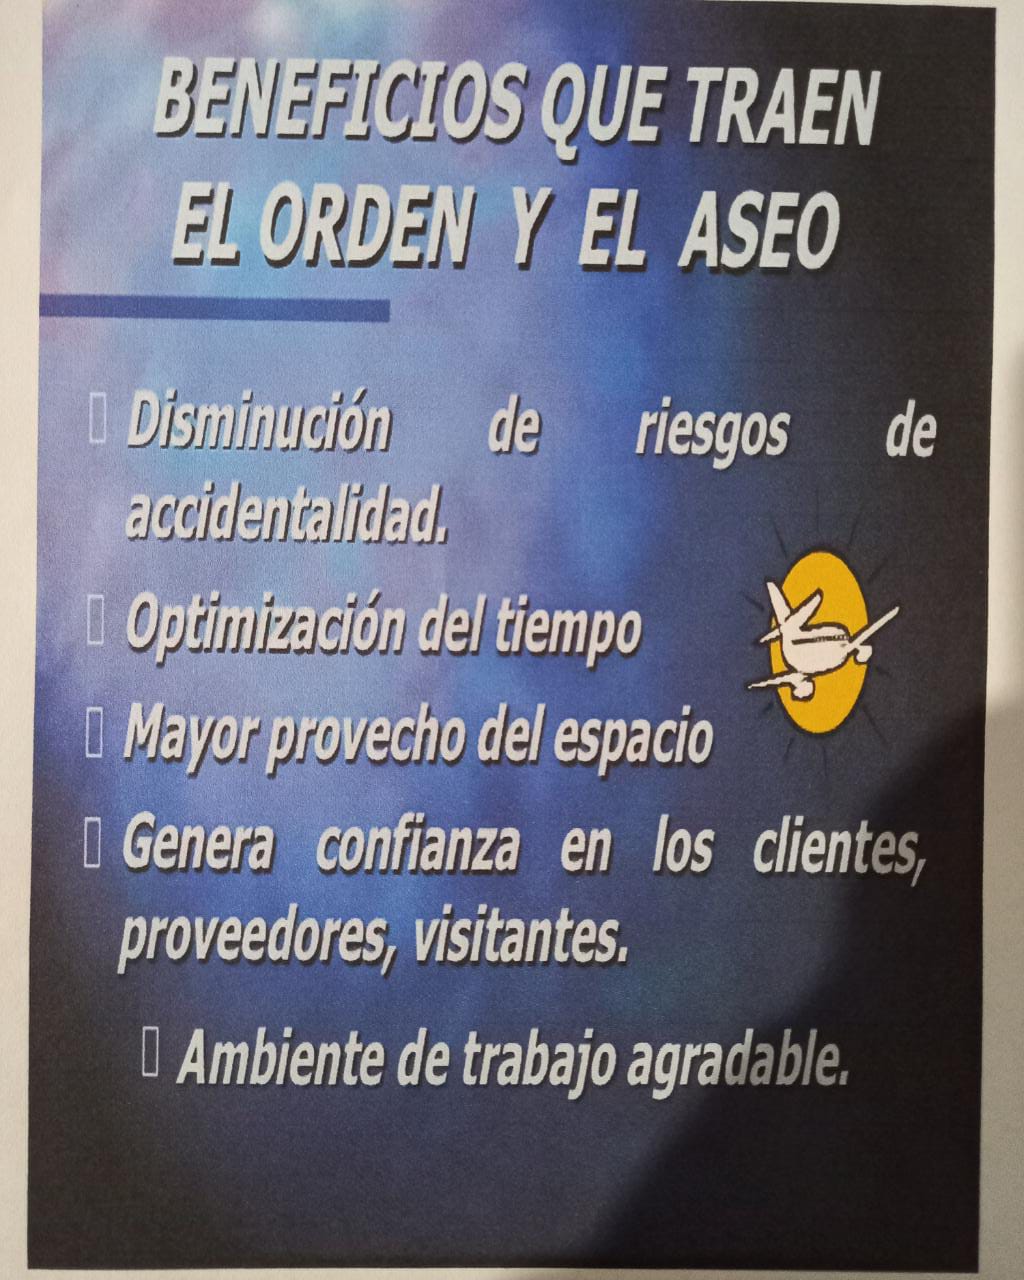 BENEFICIOS QUE TRAEN
EL ORDEN Y EL ASEO
Disminución de riesgos de
accidentalidad.
Optimización del tiempo
Mayor provecho del espacio
Genera confianza en los clientes,
proveedores, visitantes.
Ambiente de trabajo agradable.